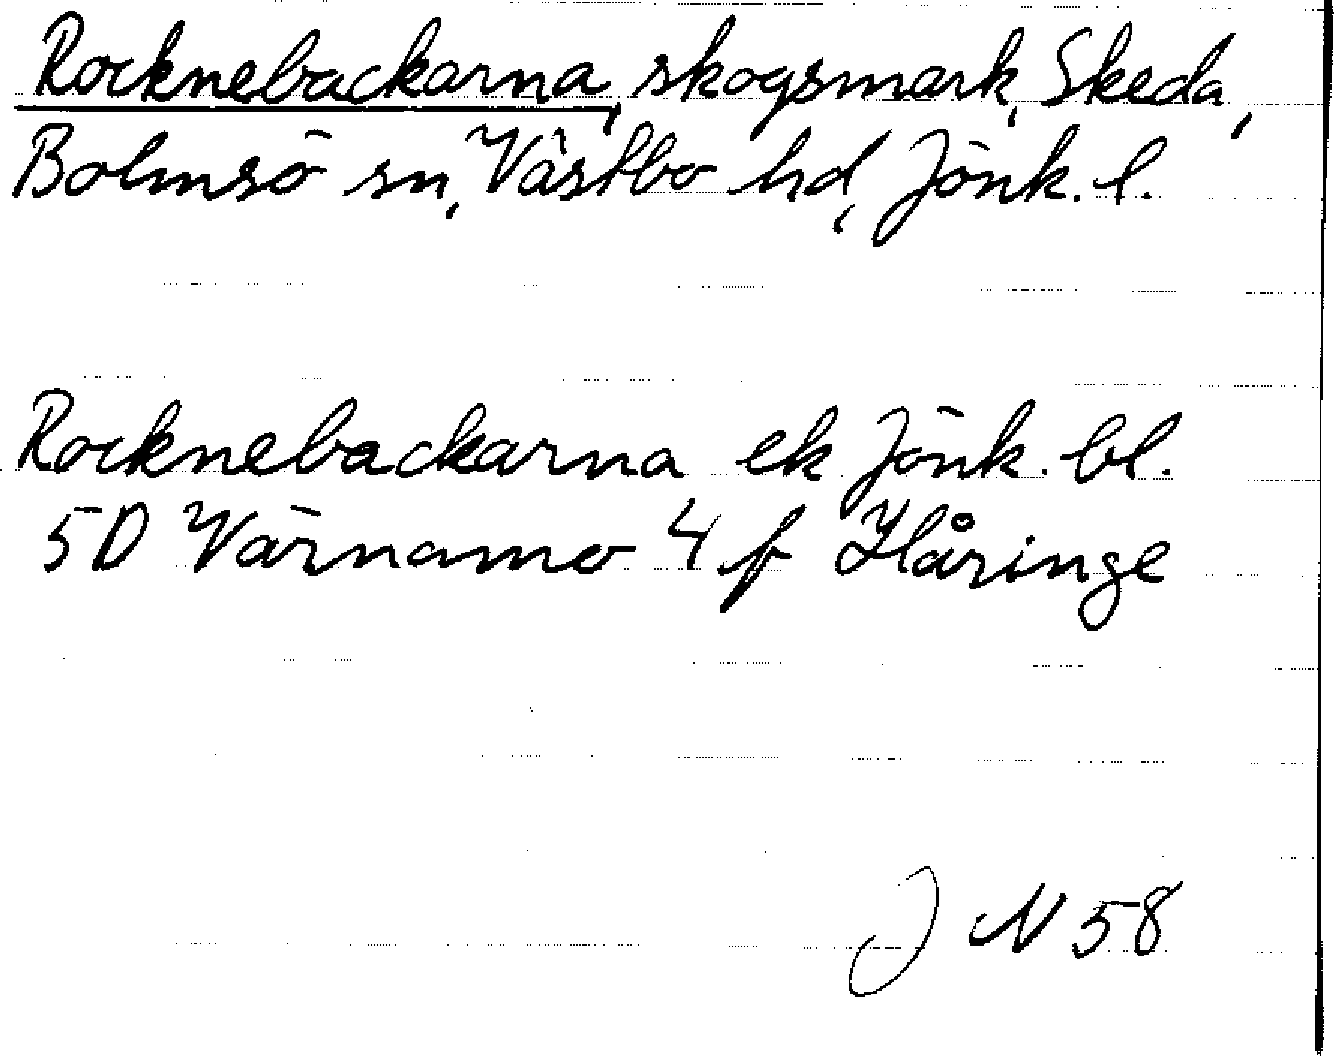 Rocknebackarna, skogsmark, Skeda,
Bolmsö sn, Västbo hd, Jönk. l.
Rocknebackarna ek Jönk. bl.
5D Värnamo 4 f Håringe
J N 58